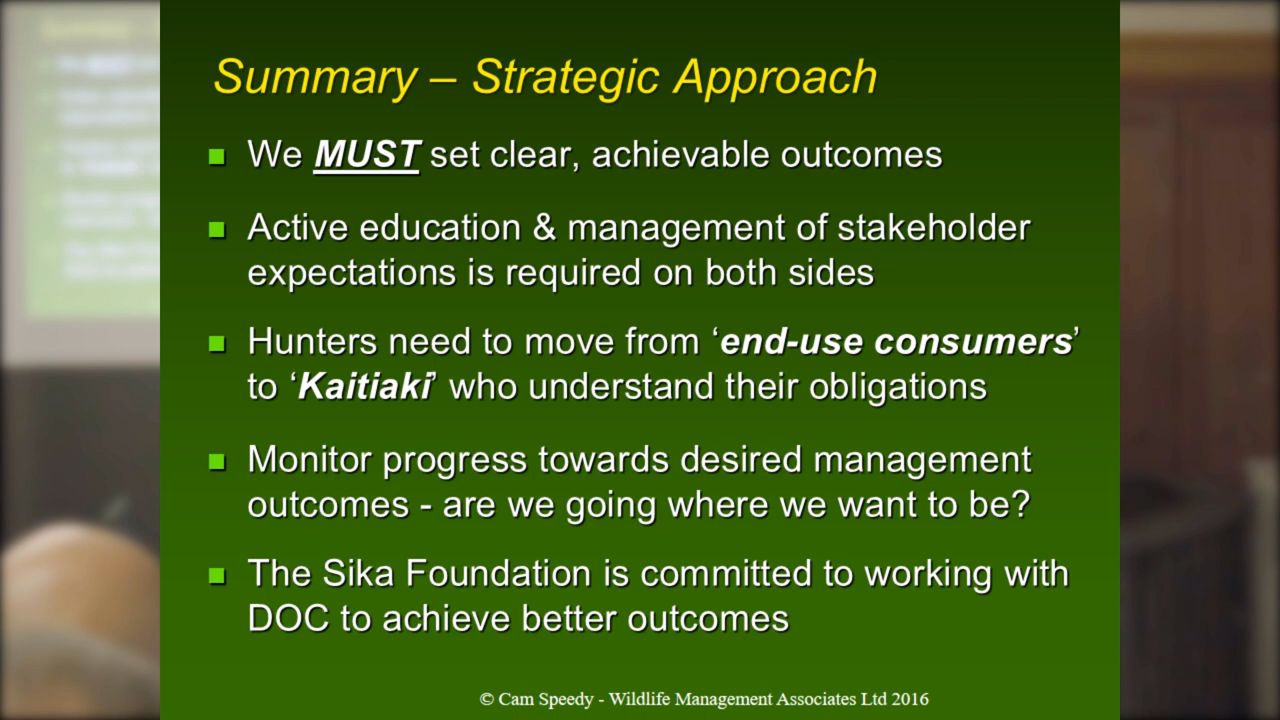 Summary – Strategic Approach
We MUST set clear, achievable outcomes
Active education & management of stakeholder
expectations is required on both sides
Hunters need to move from ‘end-use consumers’
to ‘Kaitiaki’ who understand their obligations
Monitor progress towards desired management
outcomes - are we going where we want to be?
The Sika Foundation is committed to working with
DOC to achieve better outcomes
© Cam Speedy - Wildlife Management Associates Ltd 2016